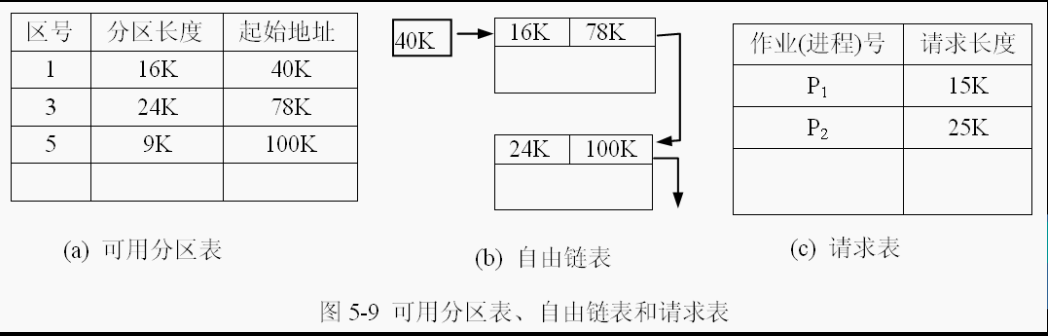 区号 分区长度 起始地址
1 16K 40K
3 24K 78K
5 9K 100K
(a) 可用分区表
40K
16K 78K
24K 100K
(b) 自由链表
作业(进程)号 请求长度
P₁ 15K
P₂ 25K
(c) 请求表
图 5-9 可用分区表、自由链表和请求表